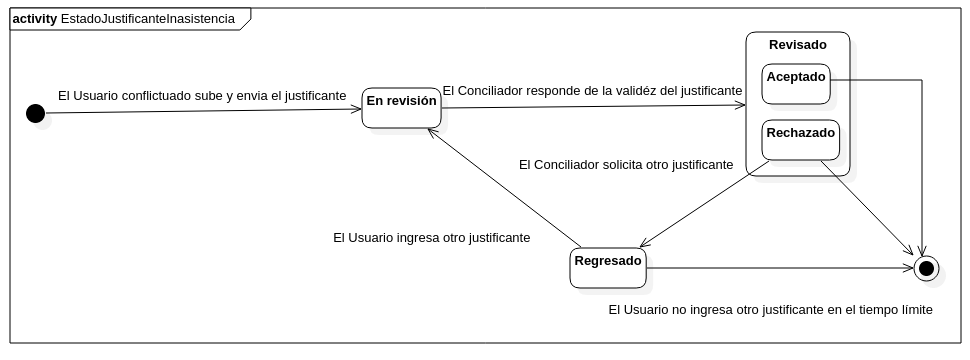 activity EstadoJustificanteInasistencia
Revisado
Aceptado
El Usuario conflictuado sube y envia el justificante
En revisión
El Conciliador responde de la validéz del justificante
Rechazado
El Conciliador solicita otro justificante
El Usuario ingresa otro justificante
Regresado
El Usuario no ingresa otro justificante en el tiempo límite